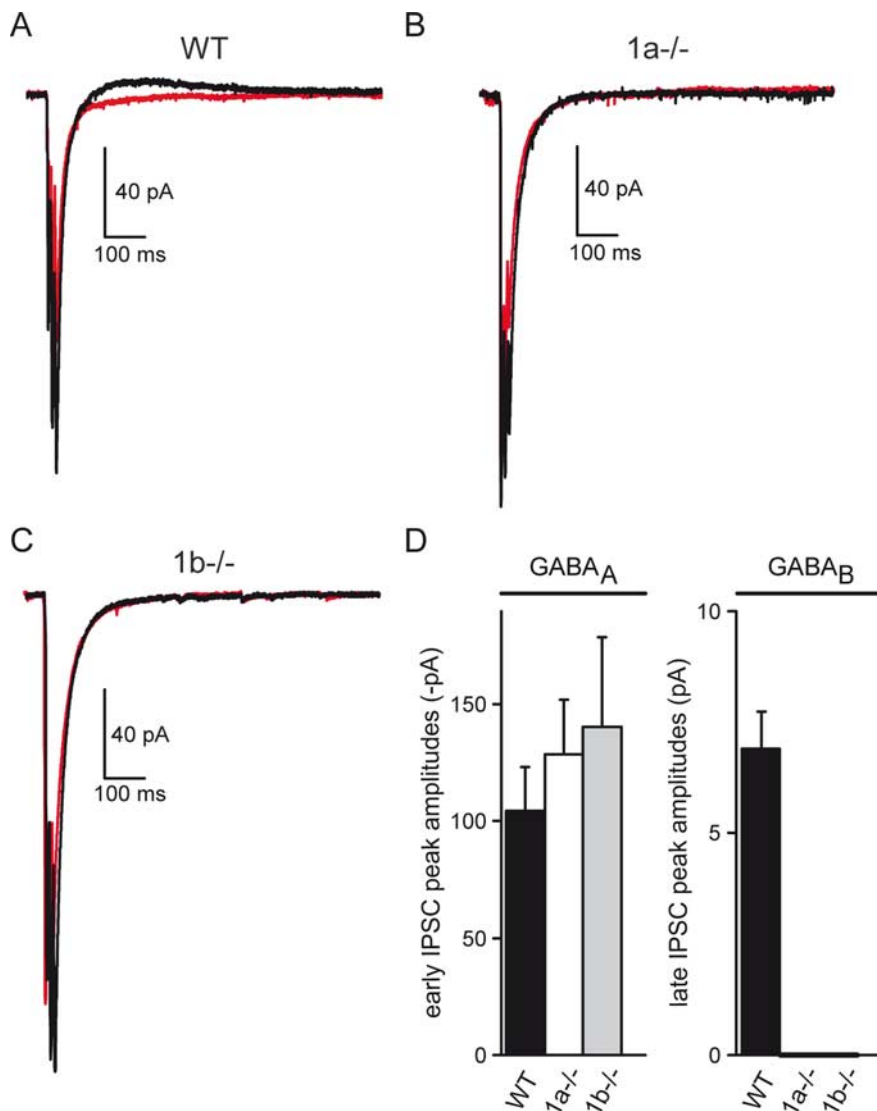 A
WT
40 pA
100 ms
B
1a-/-
40 pA
100 ms
C
1b-/-
40 pA
100 ms
D
GABAA
early IPSC peak amplitudes (-pA)
150
100
50
0
WT
1a-/-
1b-/-
GABAB
late IPSC peak amplitudes (pA)
10
5
0
WT
1a-/-
1b-/-